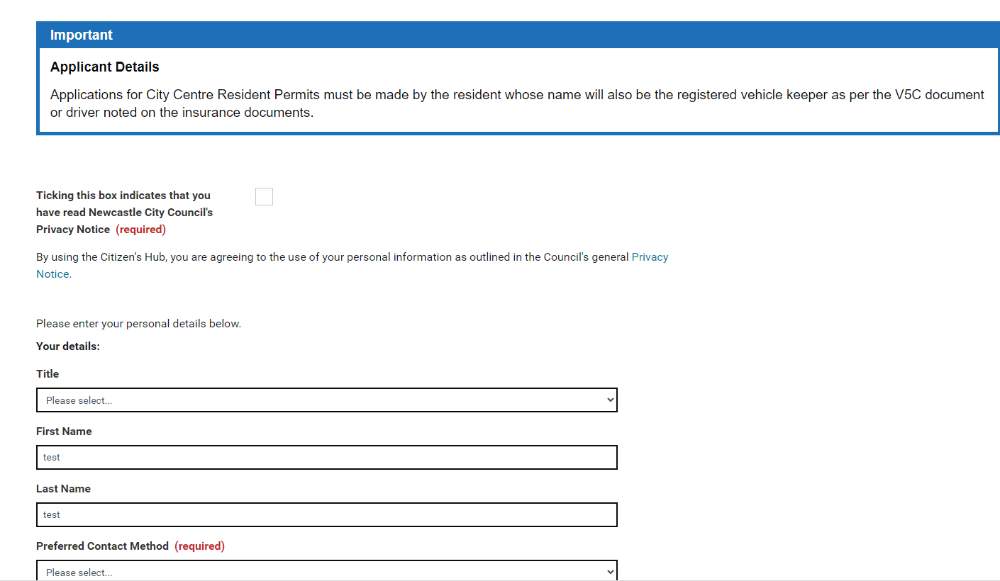 Important
Applicant Details
Applications for City Centre Resident Permits must be made by the resident whose name will also be the registered vehicle keeper as per the V5C document
or driver noted on the insurance documents.
Ticking this box indicates that you
have read Newcastle City Council's
Privacy Notice (required)
By using the Citizen’s Hub, you are agreeing to the use of your personal information as outlined in the Council's general Privacy
Notice.
Please enter your personal details below.
Your details:
Title
Please select...
First Name
test
Last Name
test
Preferred Contact Method (required)
Please select...